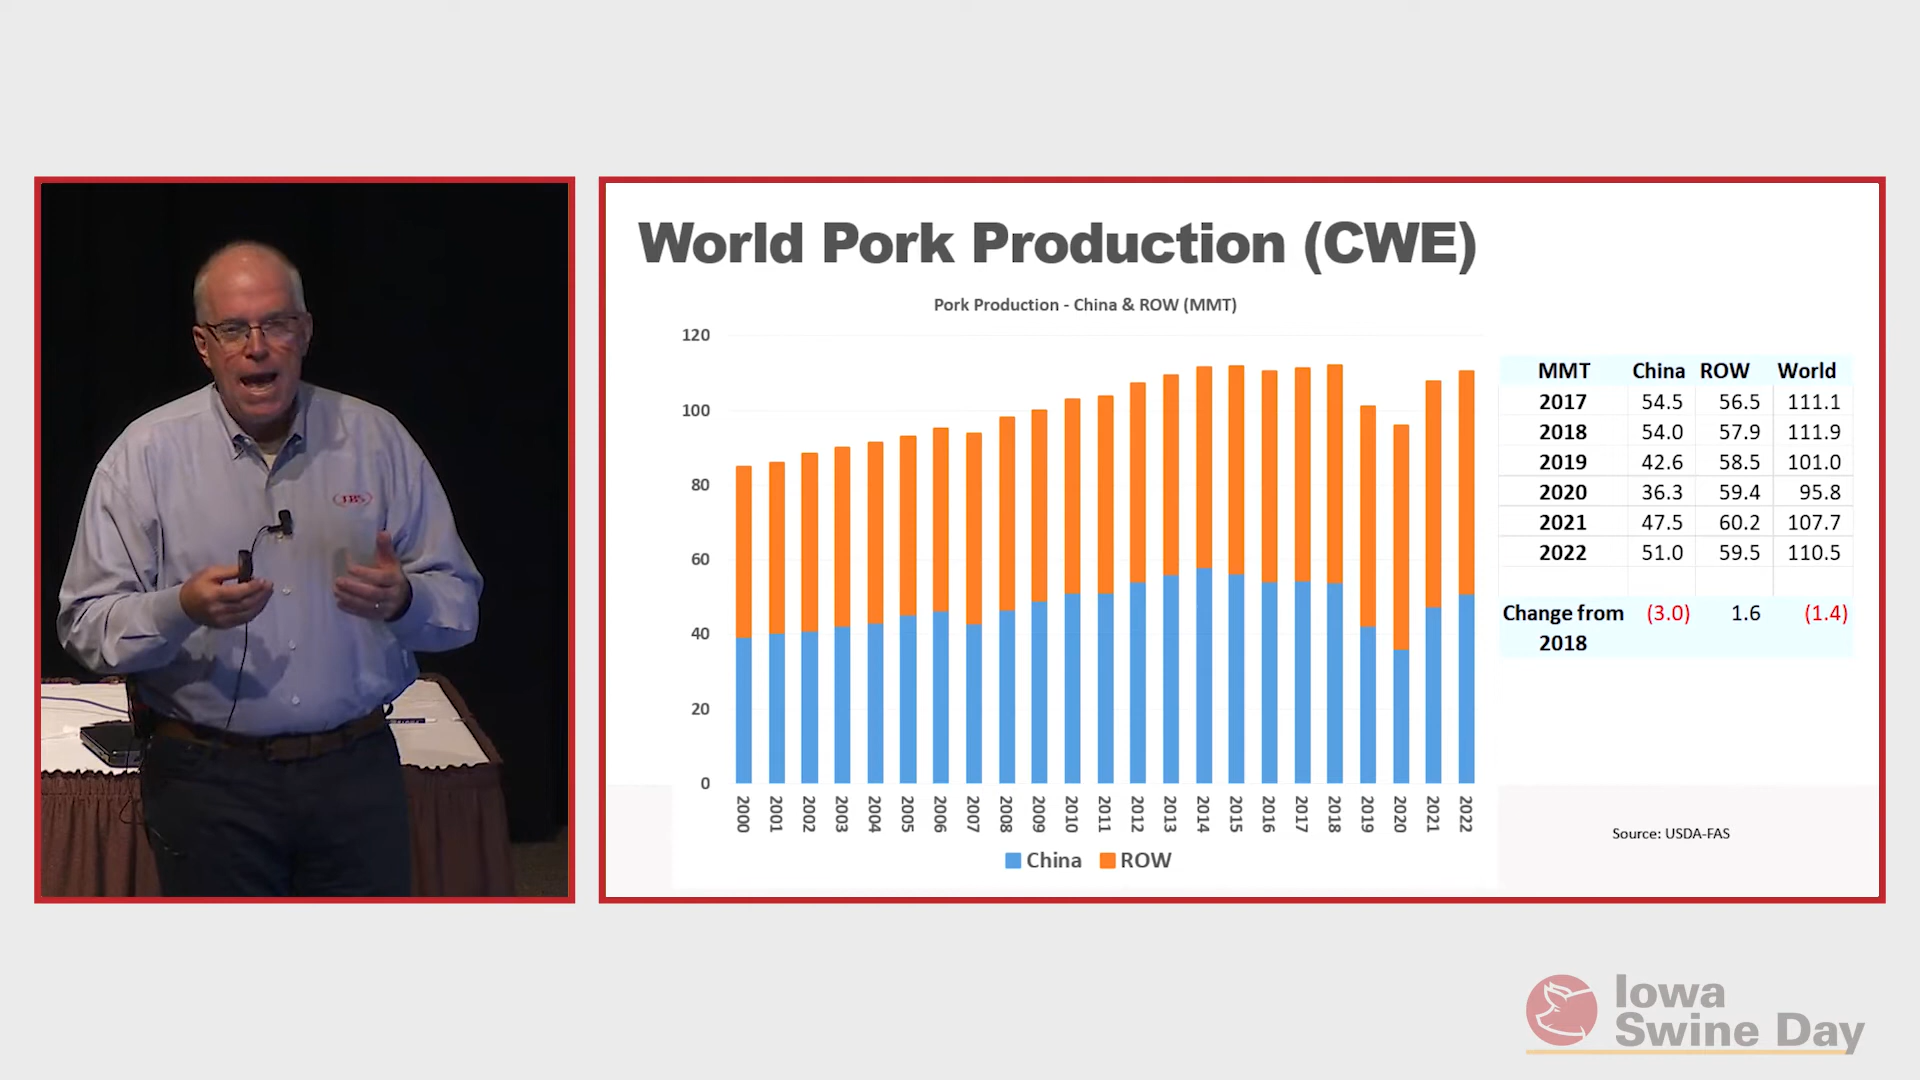 World Pork Production (CWE)
Pork Production - China & ROW (MMT)
120
100
80
60
40
20
0
2000 2001 2002 2003 2004 2005 2006 2007 2008 2009 2010 2011 2012 2013 2014 2015 2016 2017 2018 2019 2020 2021 2022
China ROW
MMT China ROW World
2017 54.5 56.5 111.1
2018 54.0 57.9 111.9
2019 42.6 58.5 101.0
2020 36.3 59.4 95.8
2021 47.5 60.2 107.7
2022 51.0 59.5 110.5
Change from (3.0) 1.6 (1.4)
2018
Source: USDA-FAS
JBS
Iowa
Swine Day